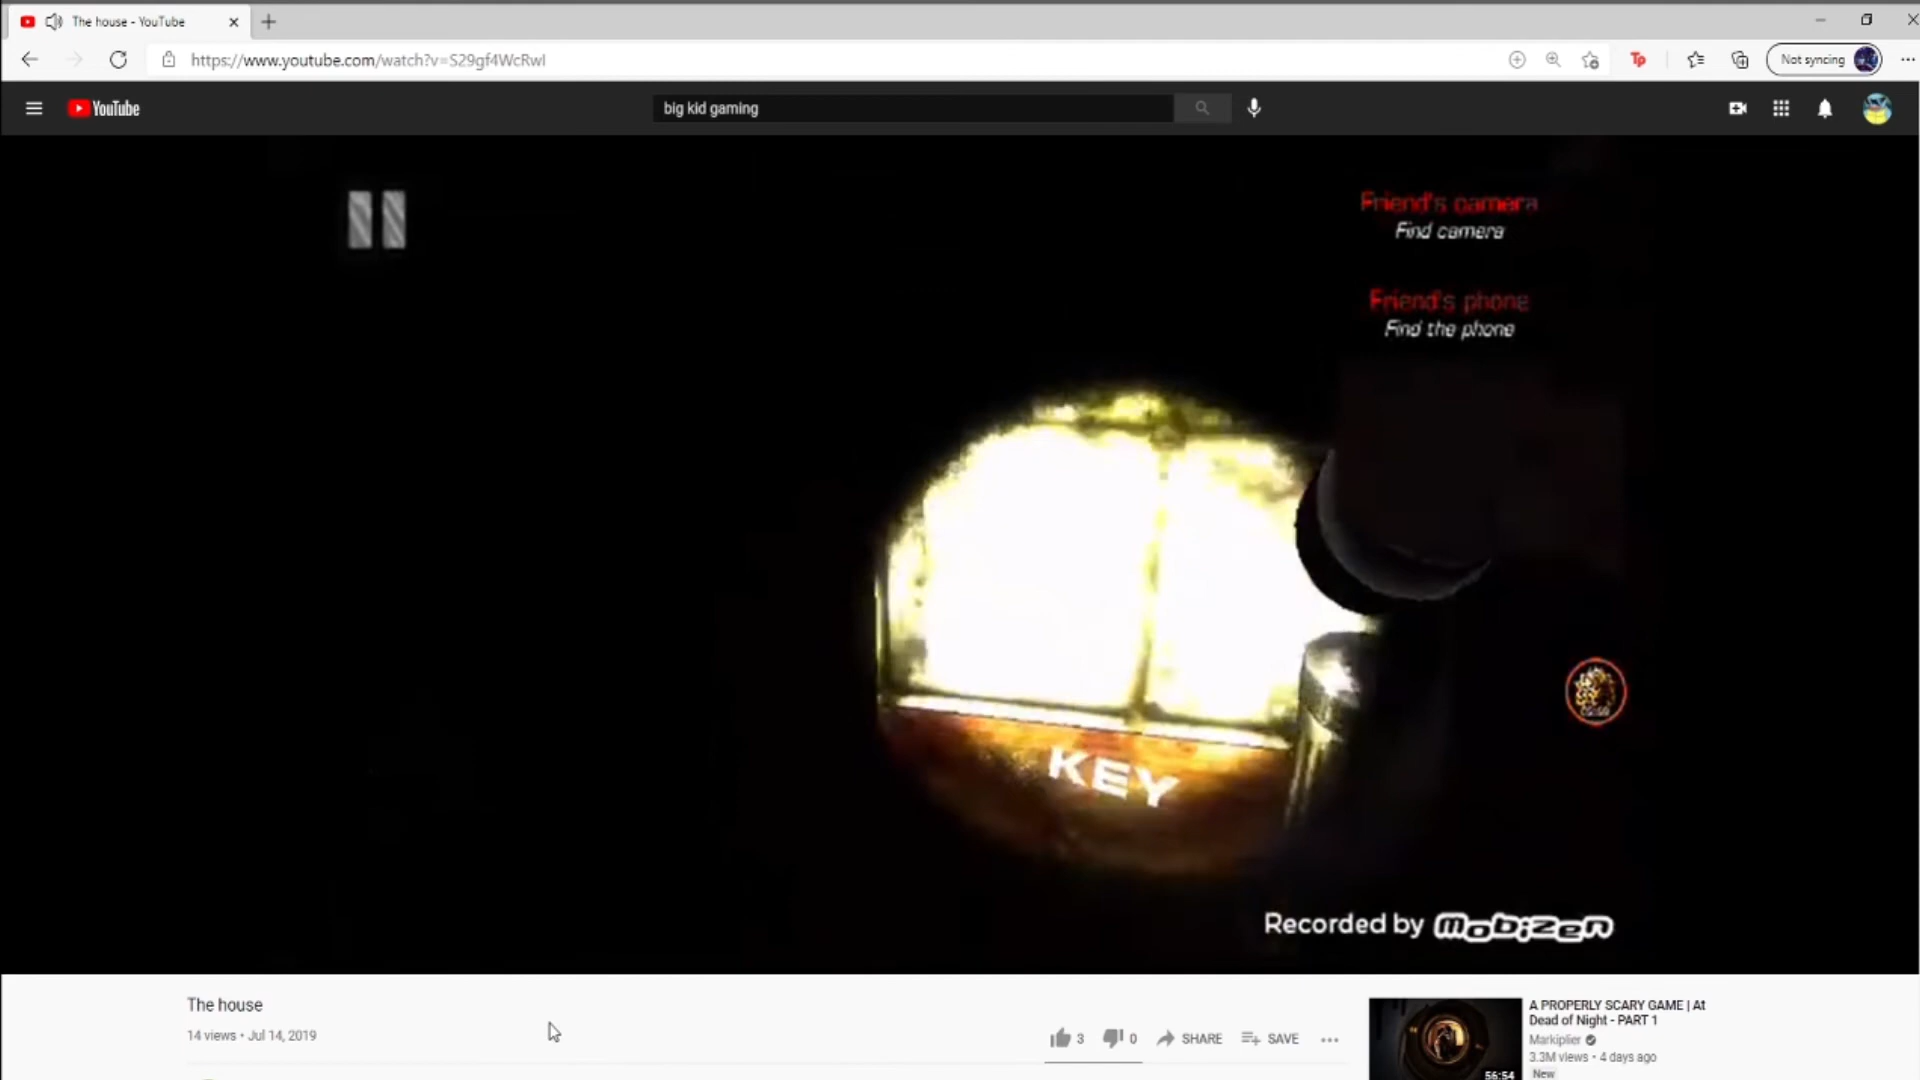 The house - YouTube
https://www.youtube.com/watch?v=S29gf4WcRwI
Tp
Not syncing
YouTube
big kid gaming
Friend's camera
Find camera
Friend's phone
Find the phone
KEY
Recorded by mobizen
The house
14 views • Jul 14, 2019
3
0
SHARE
SAVE
A PROPERLY SCARY GAME | At
Dead of Night - PART 1
Markiplier
3.3M views • 4 days ago
New
56:54